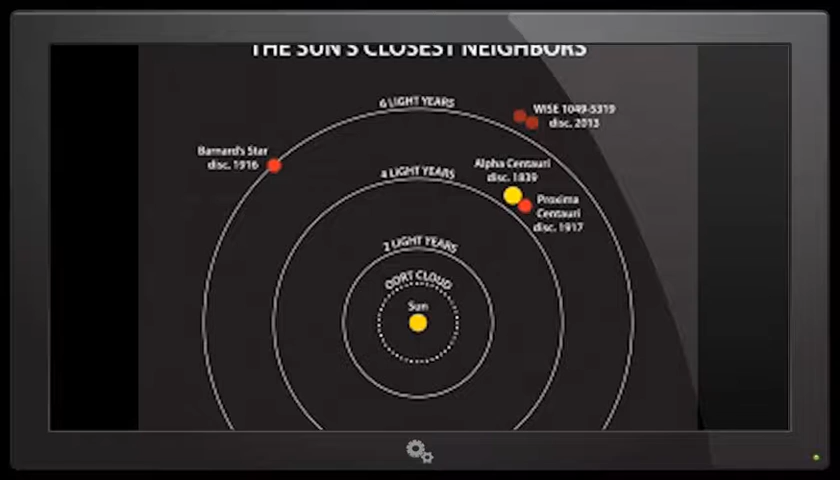 THE SUN'S CLOSEST NEIGHBORS
6 LIGHT YEARS
WISE 1049-5319
disc. 2013
Barnard's Star
disc. 1916
Alpha Centauri
disc. 1839
4 LIGHT YEARS
Proxima
Centauri
disc. 1917
2 LIGHT YEARS
OORT CLOUD
Sun